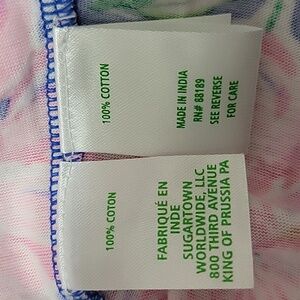 100% COTTON
MADE IN INDIA
RN# 88189
SEE REVERSE
FOR CARE
100% COTON
FABRIQUÉ EN
INDE
SUGARTOWN
WORLDWIDE, LLC
800 THIRD AVENUE
KING OF PRUSSIA PA